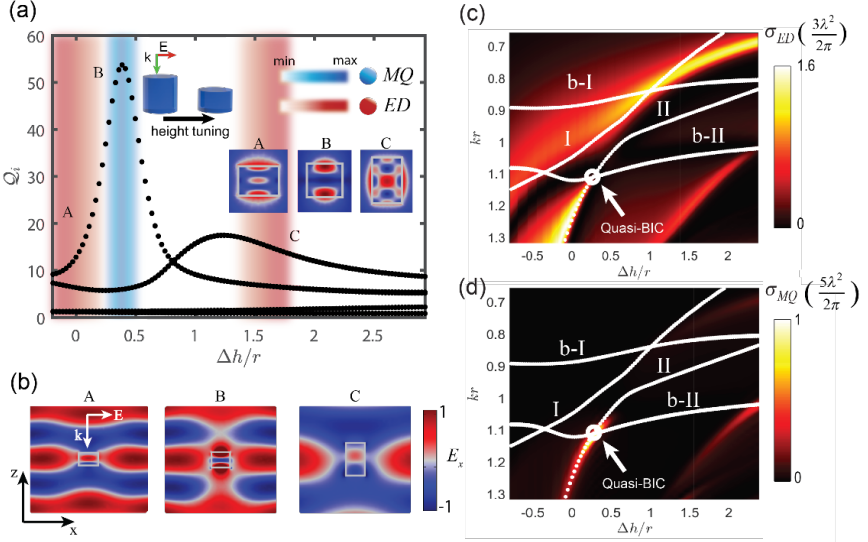 (a)
60
50
40
30
20
10
0
Q_i
0
0.5
1
1.5
2
2.5
Δh/r
A
B
C
k
E
height tuning
min
max
MQ
ED
A
B
C
(b)
A
B
C
k
E
z
x
1
-1
E_x
(c)
0.7
0.8
0.9
1
1.1
1.2
1.3
kr
-0.5
0
0.5
1
1.5
2
Δh/r
b-I
I
II
b-II
Quasi-BIC
σ_ED (3λ²/2π)
1.6
0
(d)
0.7
0.8
0.9
1
1.1
1.2
1.3
kr
-0.5
0
0.5
1
1.5
2
Δh/r
b-I
I
II
b-II
Quasi-BIC
σ_MQ (5λ²/2π)
1
0